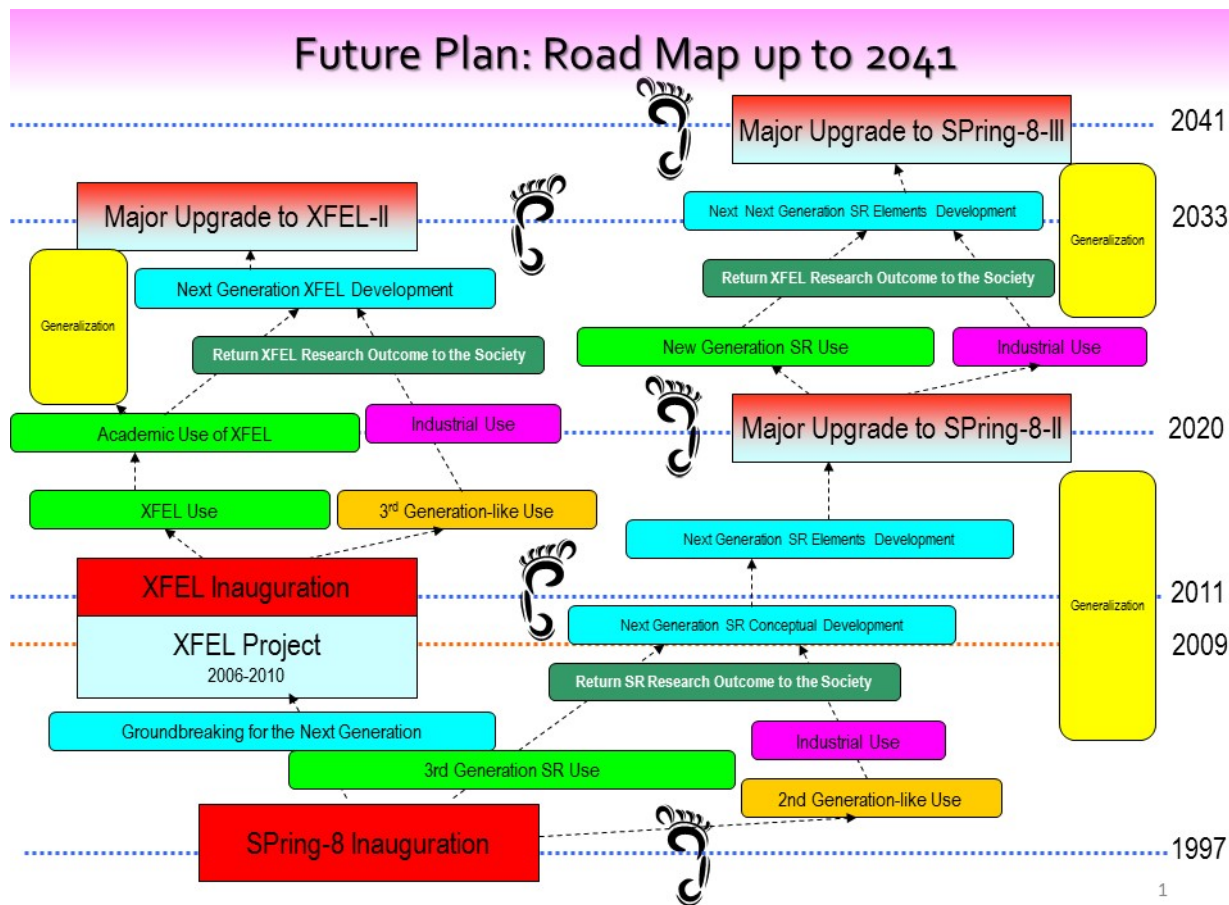 Future Plan: Road Map up to 2041
Major Upgrade to SPring-8-III
2041
Major Upgrade to XFEL-II
Next Next Generation SR Elements Development
2033
Generalization
Next Generation XFEL Development
Return XFEL Research Outcome to the Society
Generalization
Return XFEL Research Outcome to the Society
New Generation SR Use
Industrial Use
Academic Use of XFEL
Industrial Use
Major Upgrade to SPring-8-II
2020
XFEL Use
3rd Generation-like Use
Next Generation SR Elements Development
XFEL Inauguration
2011
Generalization
XFEL Project
2006-2010
Next Generation SR Conceptual Development
2009
Return SR Research Outcome to the Society
Groundbreaking for the Next Generation
Industrial Use
3rd Generation SR Use
2nd Generation-like Use
SPring-8 Inauguration
1997
1